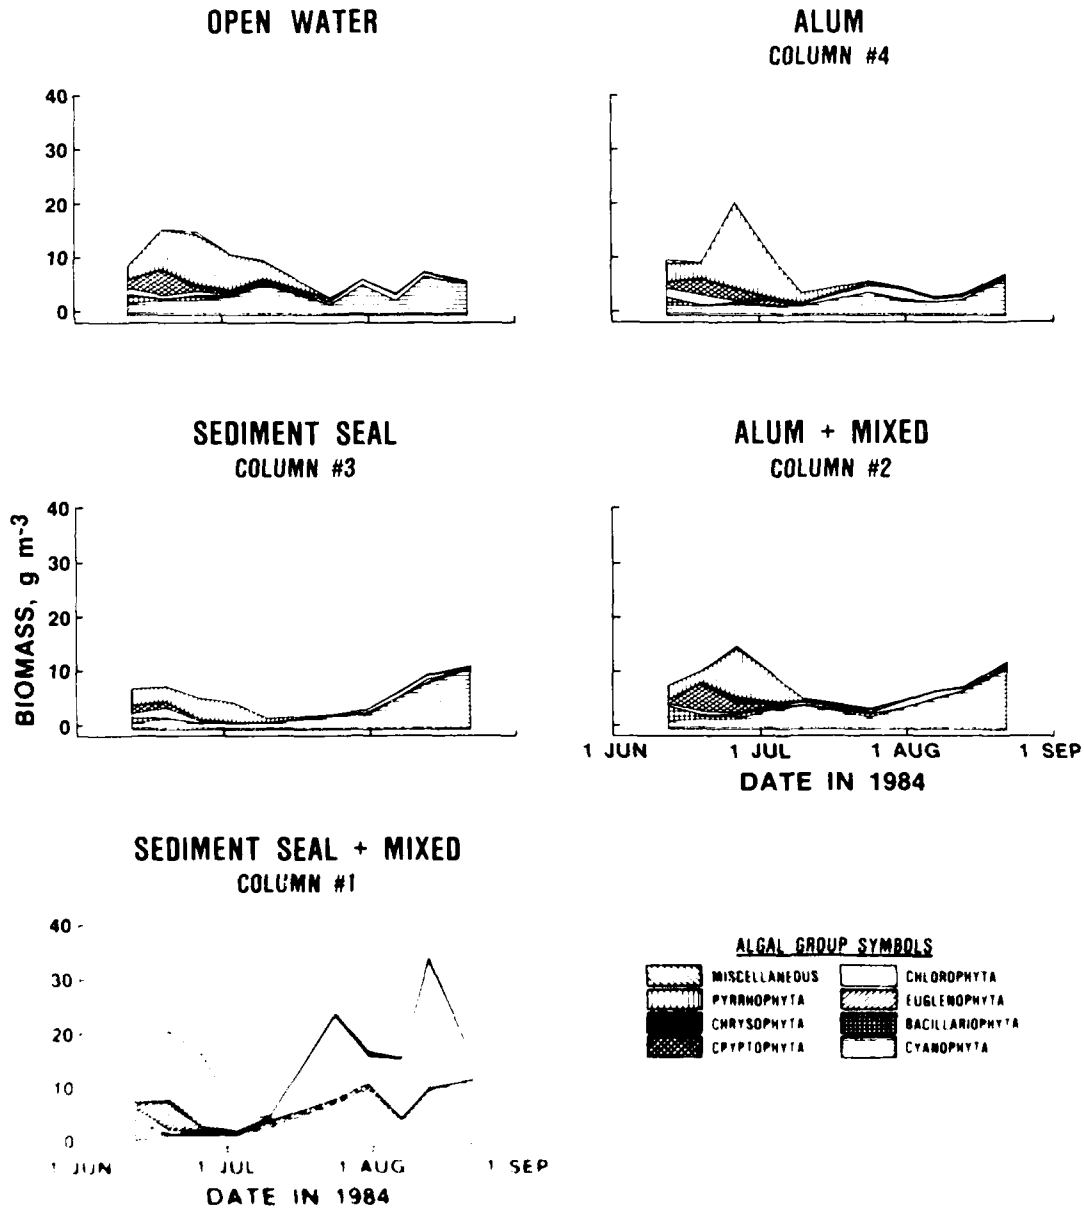 OPEN WATER
ALUM
COLUMN #4
40
30
20
10
0
SEDIMENT SEAL
COLUMN #3
ALUM + MIXED
COLUMN #2
BIOMASS, g m-3
40
30
20
10
0
1 JUN 1 JUL 1 AUG 1 SEP
DATE IN 1984
SEDIMENT SEAL + MIXED
COLUMN #1
40
30
20
10
0
1 JUN 1 JUL 1 AUG 1 SEP
DATE IN 1984
ALGAL GROUP SYMBOLS
MISCELLANEOUS CHLOROPHYTA
PYRRHOPHYTA EUGLENOPHYTA
CHRYSOPHYTA BACILLARIOPHYTA
CPYPTOPHYTA CYANOPHYTA